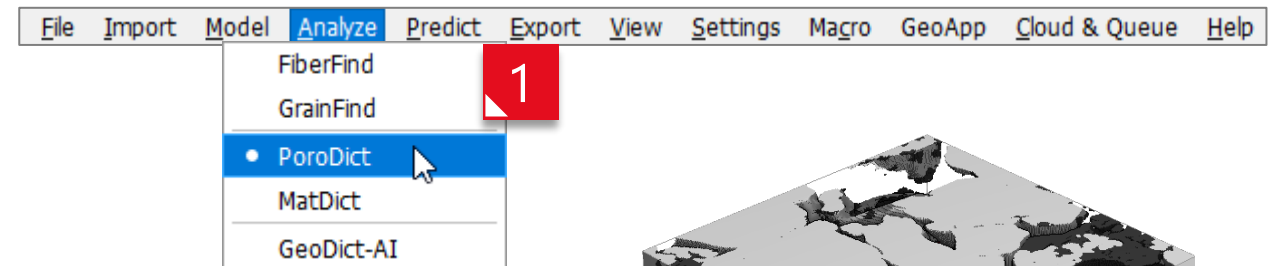 File Import Model Analyze Predict Export View Settings Macro GeoApp Cloud & Queue Help
FiberFind
1
GrainFind
PoroDict
MatDict
GeoDict-AI